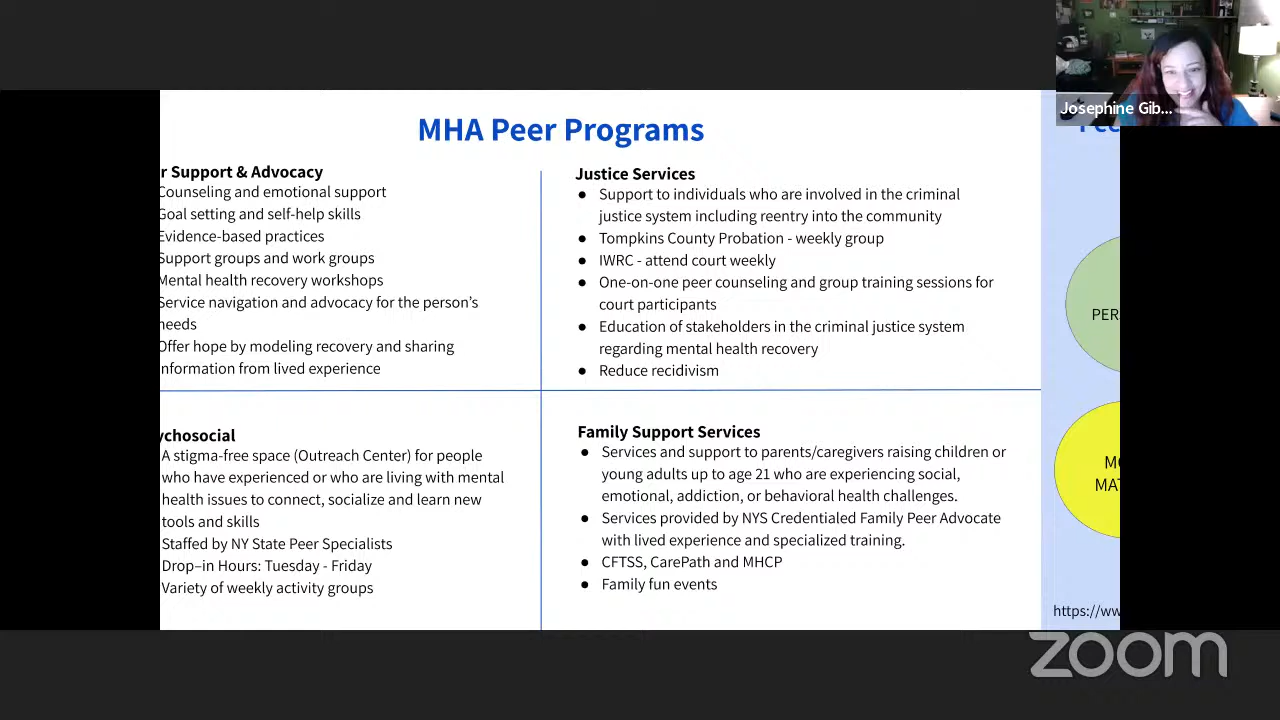 MHA Peer Programs
r Support & Advocacy
Counseling and emotional support
Goal setting and self-help skills
Evidence-based practices
Support groups and work groups
Mental health recovery workshops
Service navigation and advocacy for the person's
needs
Offer hope by modeling recovery and sharing
information from lived experience
Justice Services
● Support to individuals who are involved in the criminal
justice system including reentry into the community
● Tompkins County Probation - weekly group
● IWRC - attend court weekly
● One-on-one peer counseling and group training sessions for
court participants
● Education of stakeholders in the criminal justice system
regarding mental health recovery
● Reduce recidivism
ychosocial
A stigma-free space (Outreach Center) for people
who have experienced or who are living with mental
health issues to connect, socialize and learn new
tools and skills
Staffed by NY State Peer Specialists
Drop–in Hours: Tuesday - Friday
Variety of weekly activity groups
Family Support Services
● Services and support to parents/caregivers raising children or
young adults up to age 21 who are experiencing social,
emotional, addiction, or behavioral health challenges.
● Services provided by NYS Credentialed Family Peer Advocate
with lived experience and specialized training.
● CFTSS, CarePath and MHCP
● Family fun events
Josephine Gib...
PER
MAT
https://ww
zoom